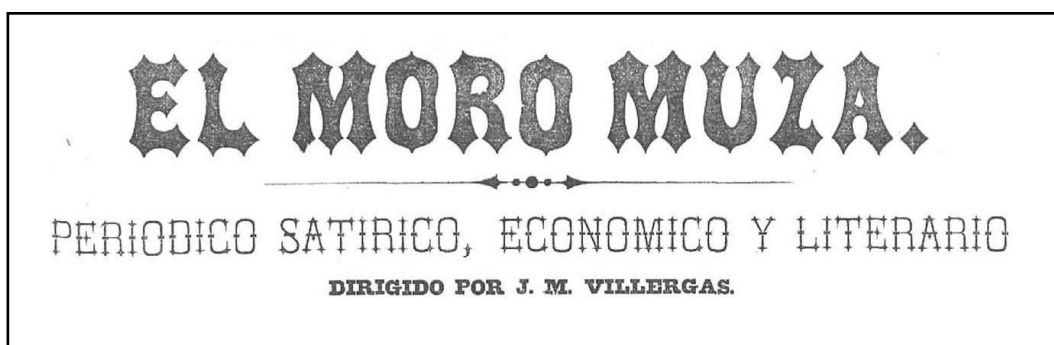 EL MORO MUZA.
PERIODICO SATIRICO, ECONOMICO Y LITERARIO
DIRIGIDO POR J. M. VILLERGAS.